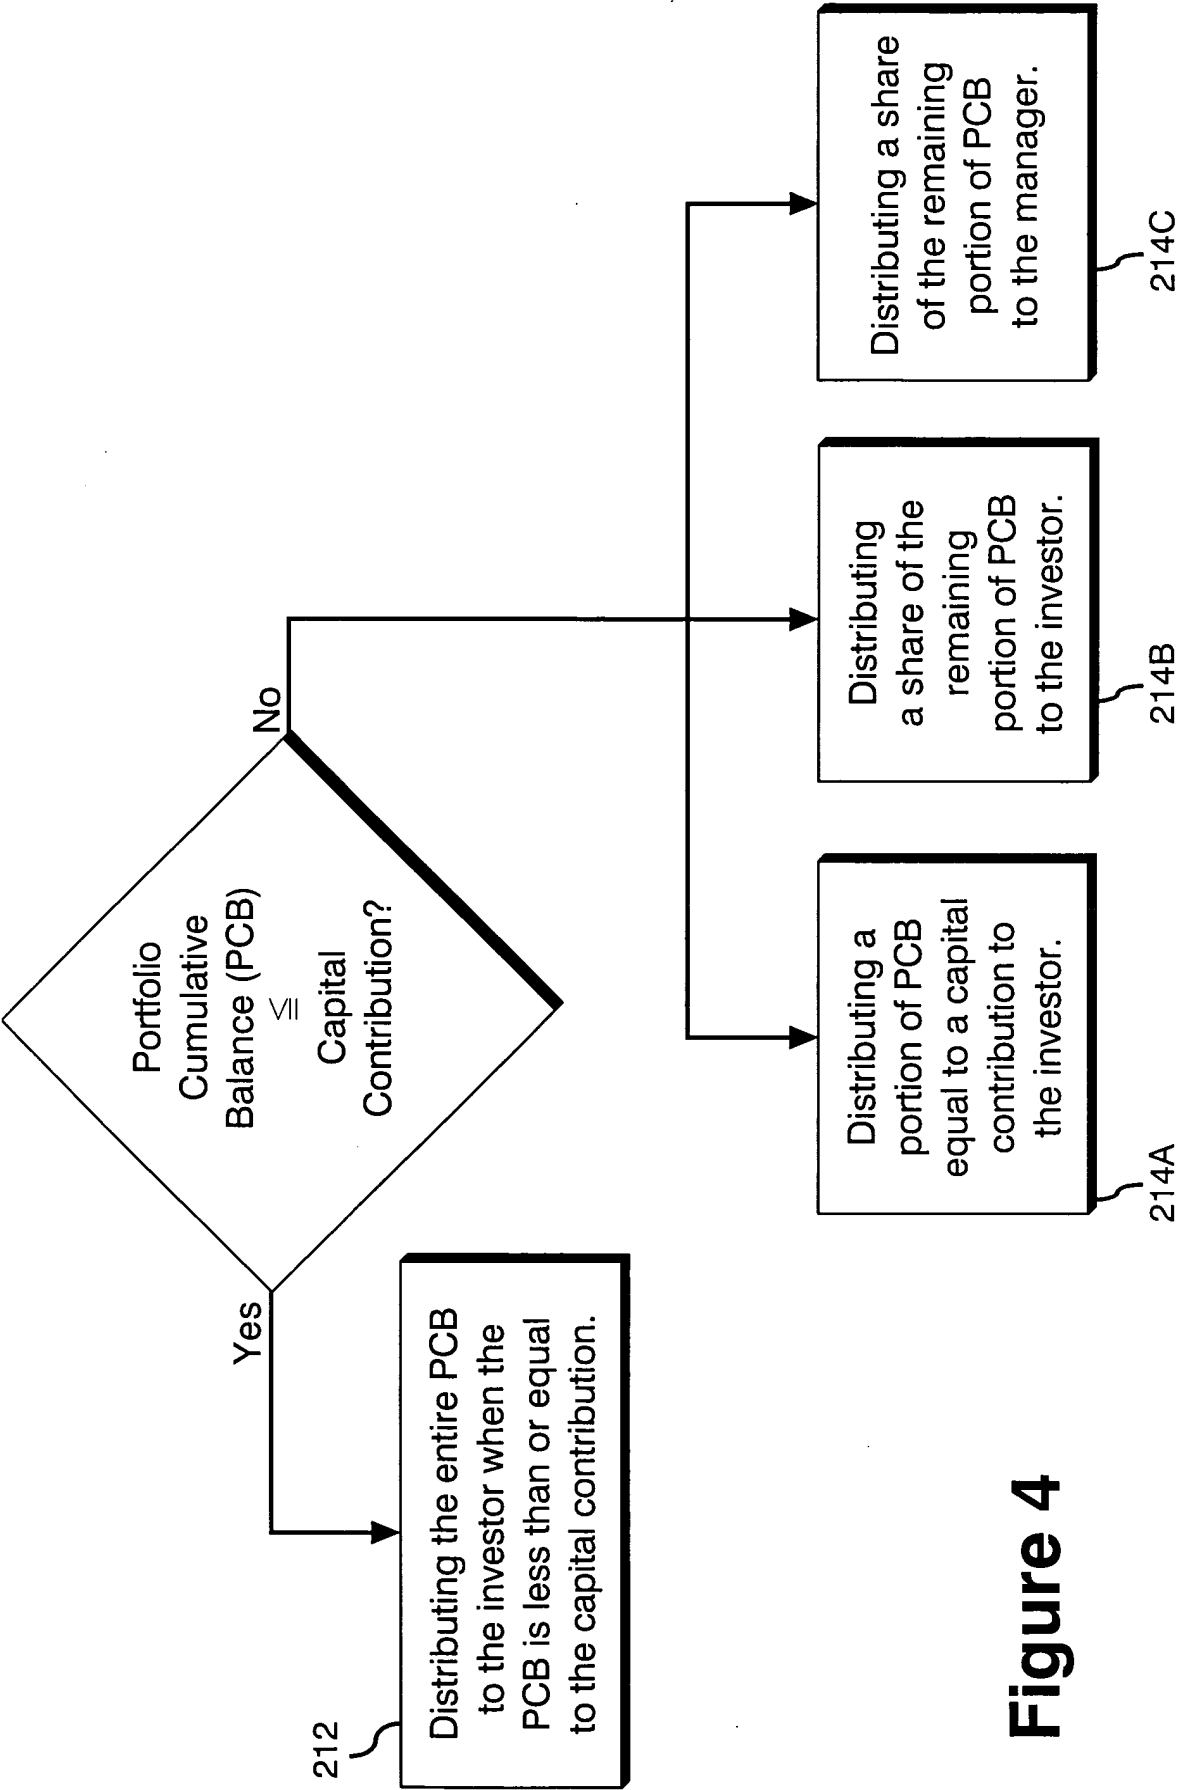 Portfolio
Cumulative
Balance (PCB)
≦
Capital
Contribution?
Yes
No
212
Distributing the entire PCB
to the investor when the
PCB is less than or equal
to the capital contribution.
Distributing a
portion of PCB
equal to a capital
contribution to
the investor.
214A
Distributing
a share of the
remaining
portion of PCB
to the investor.
214B
Distributing a share
of the remaining
portion of PCB
to the manager.
214C
Figure 4